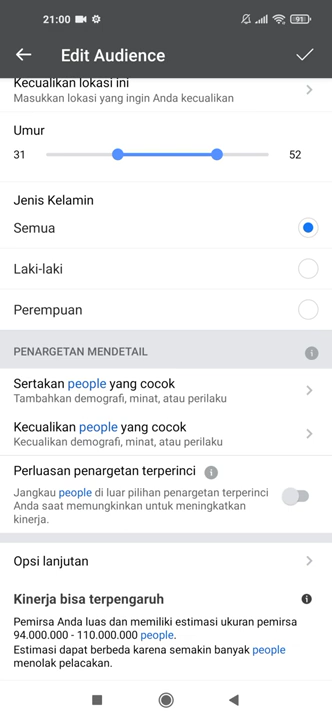 21:00
91
Edit Audience
Kecualikan lokasi ini
Masukkan lokasi yang ingin Anda kecualikan
Umur
31
52
Jenis Kelamin
Semua
Laki-laki
Perempuan
PENARGETAN MENDETAIL
Sertakan people yang cocok
Tambahkan demografi, minat, atau perilaku
Kecualikan people yang cocok
Kecualikan demografi, minat, atau perilaku
Perluasan penargetan terperinci
Jangkau people di luar pilihan penargetan terperinci
Anda saat memungkinkan untuk meningkatkan
kinerja.
Opsi lanjutan
Kinerja bisa terpengaruh
Pemirsa Anda luas dan memiliki estimasi ukuran pemirsa
94.000.000 - 110.000.000 people.
Estimasi dapat berbeda karena semakin banyak people
menolak pelacakan.